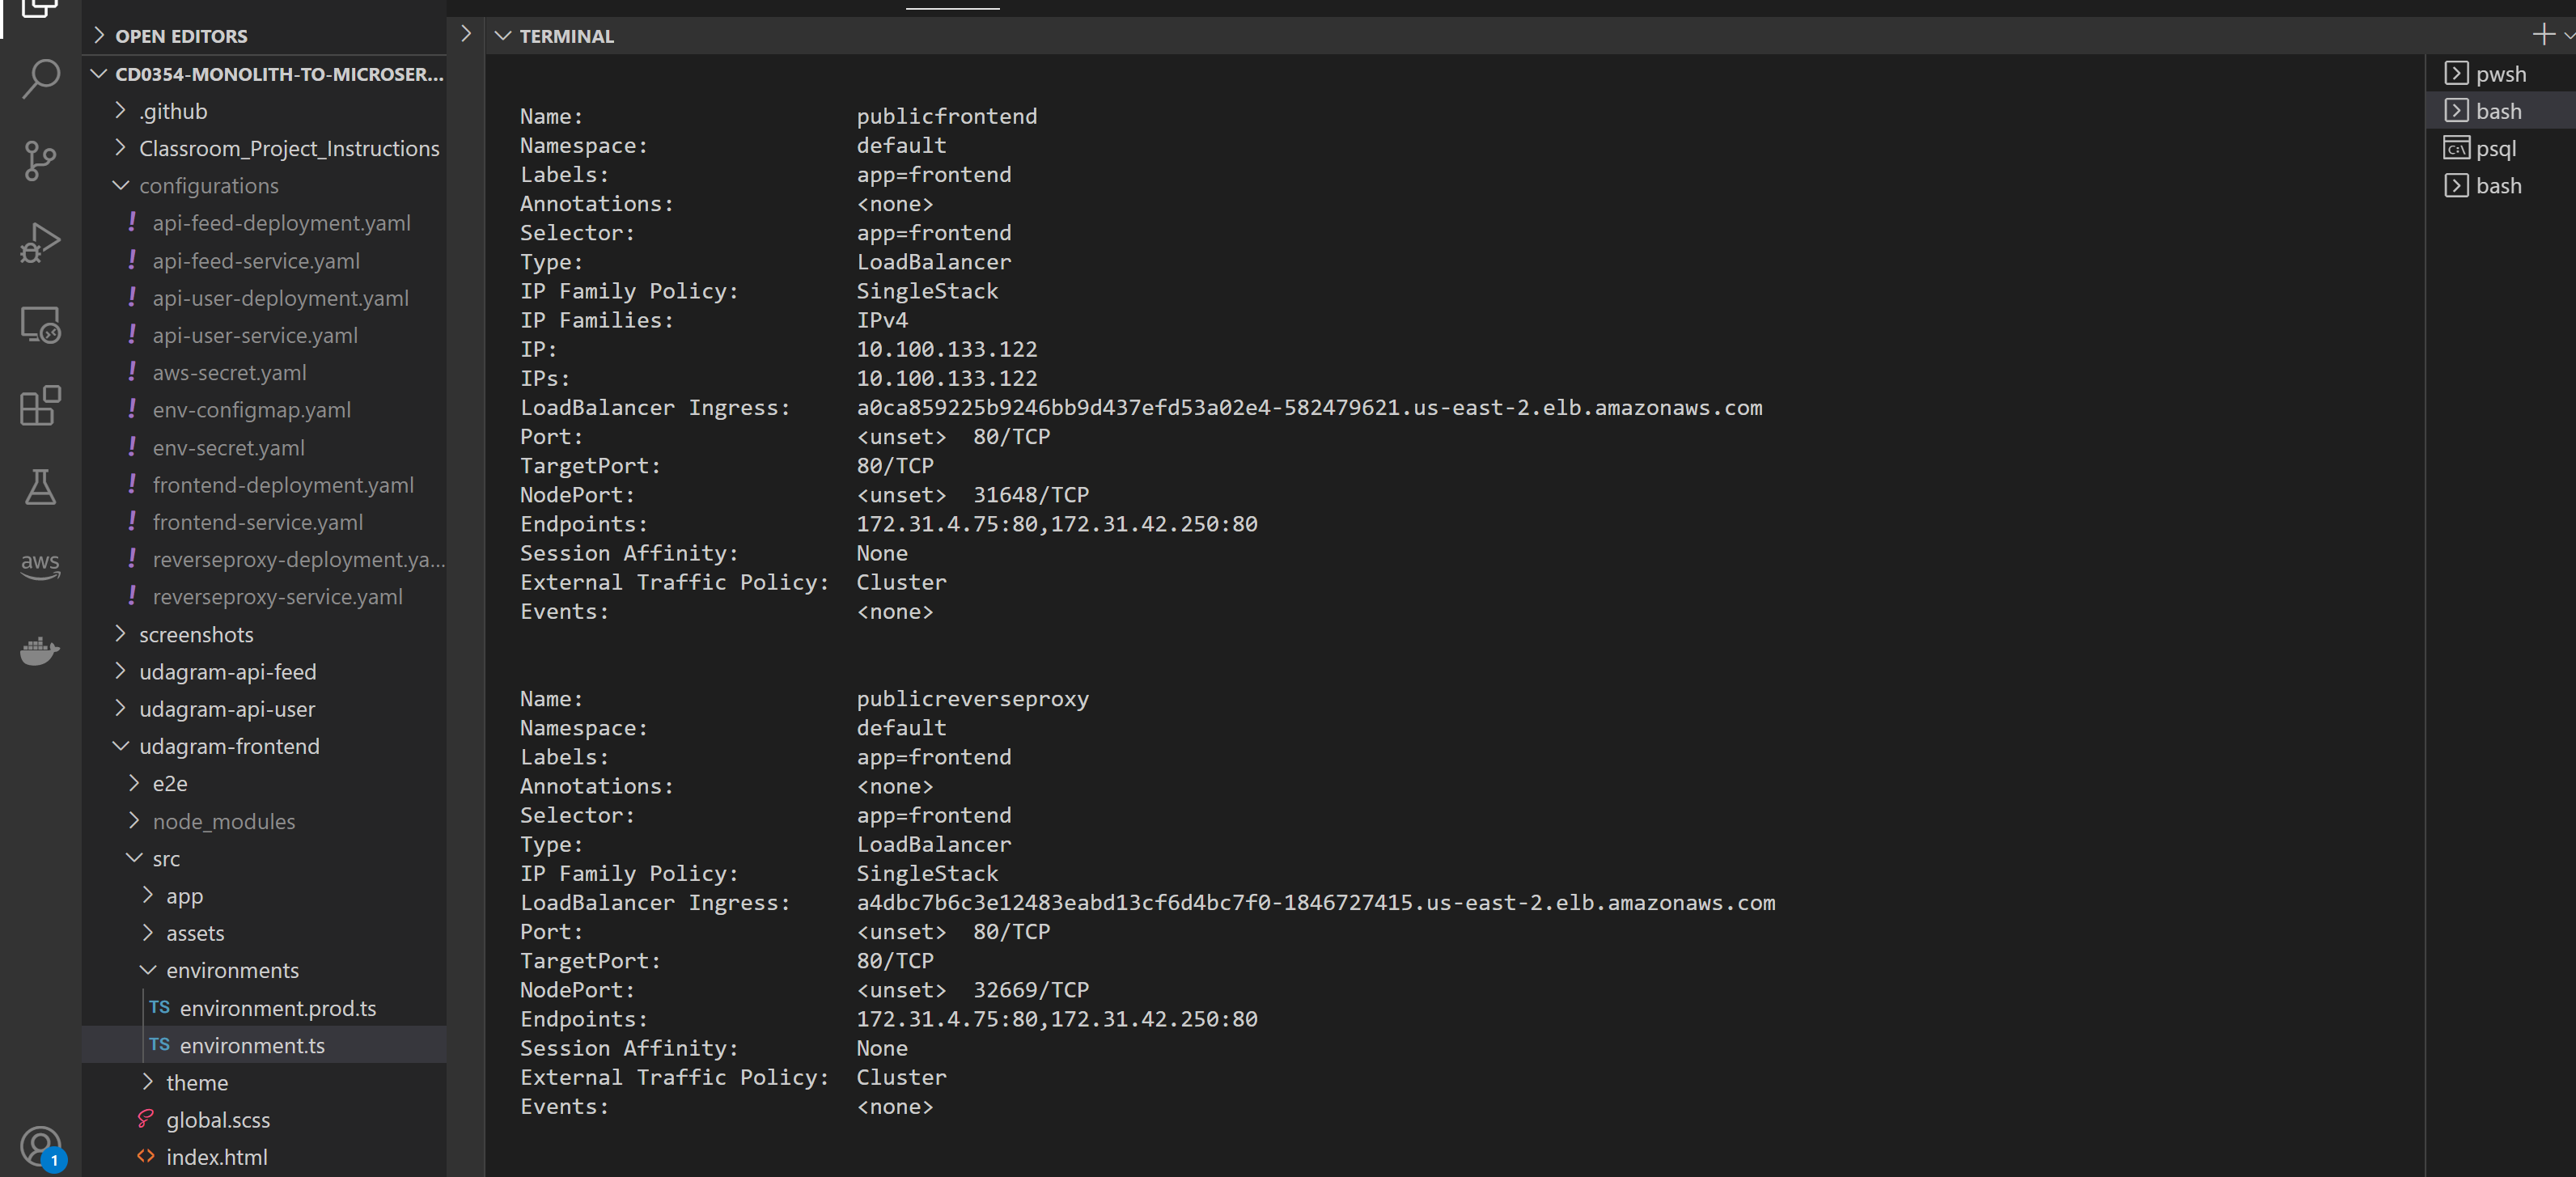 OPEN EDITORS
CD0354-MONOLITH-TO-MICROSER...
.github
Classroom_Project_Instructions
configurations
! api-feed-deployment.yaml
! api-feed-service.yaml
! api-user-deployment.yaml
! api-user-service.yaml
! aws-secret.yaml
! env-configmap.yaml
! env-secret.yaml
! frontend-deployment.yaml
! frontend-service.yaml
! reverseproxy-deployment.ya...
! reverseproxy-service.yaml
screenshots
udagram-api-feed
udagram-api-user
udagram-frontend
e2e
node_modules
src
app
assets
environments
TS environment.prod.ts
TS environment.ts
theme
global.scss
<> index.html
aws
1
TERMINAL
Name: publicfrontend
Namespace: default
Labels: app=frontend
Annotations: <none>
Selector: app=frontend
Type: LoadBalancer
IP Family Policy: SingleStack
IP Families: IPv4
IP: 10.100.133.122
IPs: 10.100.133.122
LoadBalancer Ingress: a0ca859225b9246bb9d437efd53a02e4-582479621.us-east-2.elb.amazonaws.com
Port: <unset> 80/TCP
TargetPort: 80/TCP
NodePort: <unset> 31648/TCP
Endpoints: 172.31.4.75:80,172.31.42.250:80
Session Affinity: None
External Traffic Policy: Cluster
Events: <none>
Name: publicreverseproxy
Namespace: default
Labels: app=frontend
Annotations: <none>
Selector: app=frontend
Type: LoadBalancer
IP Family Policy: SingleStack
LoadBalancer Ingress: a4dbc7b6c3e12483eabd13cf6d4bc7f0-1846727415.us-east-2.elb.amazonaws.com
Port: <unset> 80/TCP
TargetPort: 80/TCP
NodePort: <unset> 32669/TCP
Endpoints: 172.31.4.75:80,172.31.42.250:80
Session Affinity: None
External Traffic Policy: Cluster
Events: <none>
pwsh
bash
psql
bash